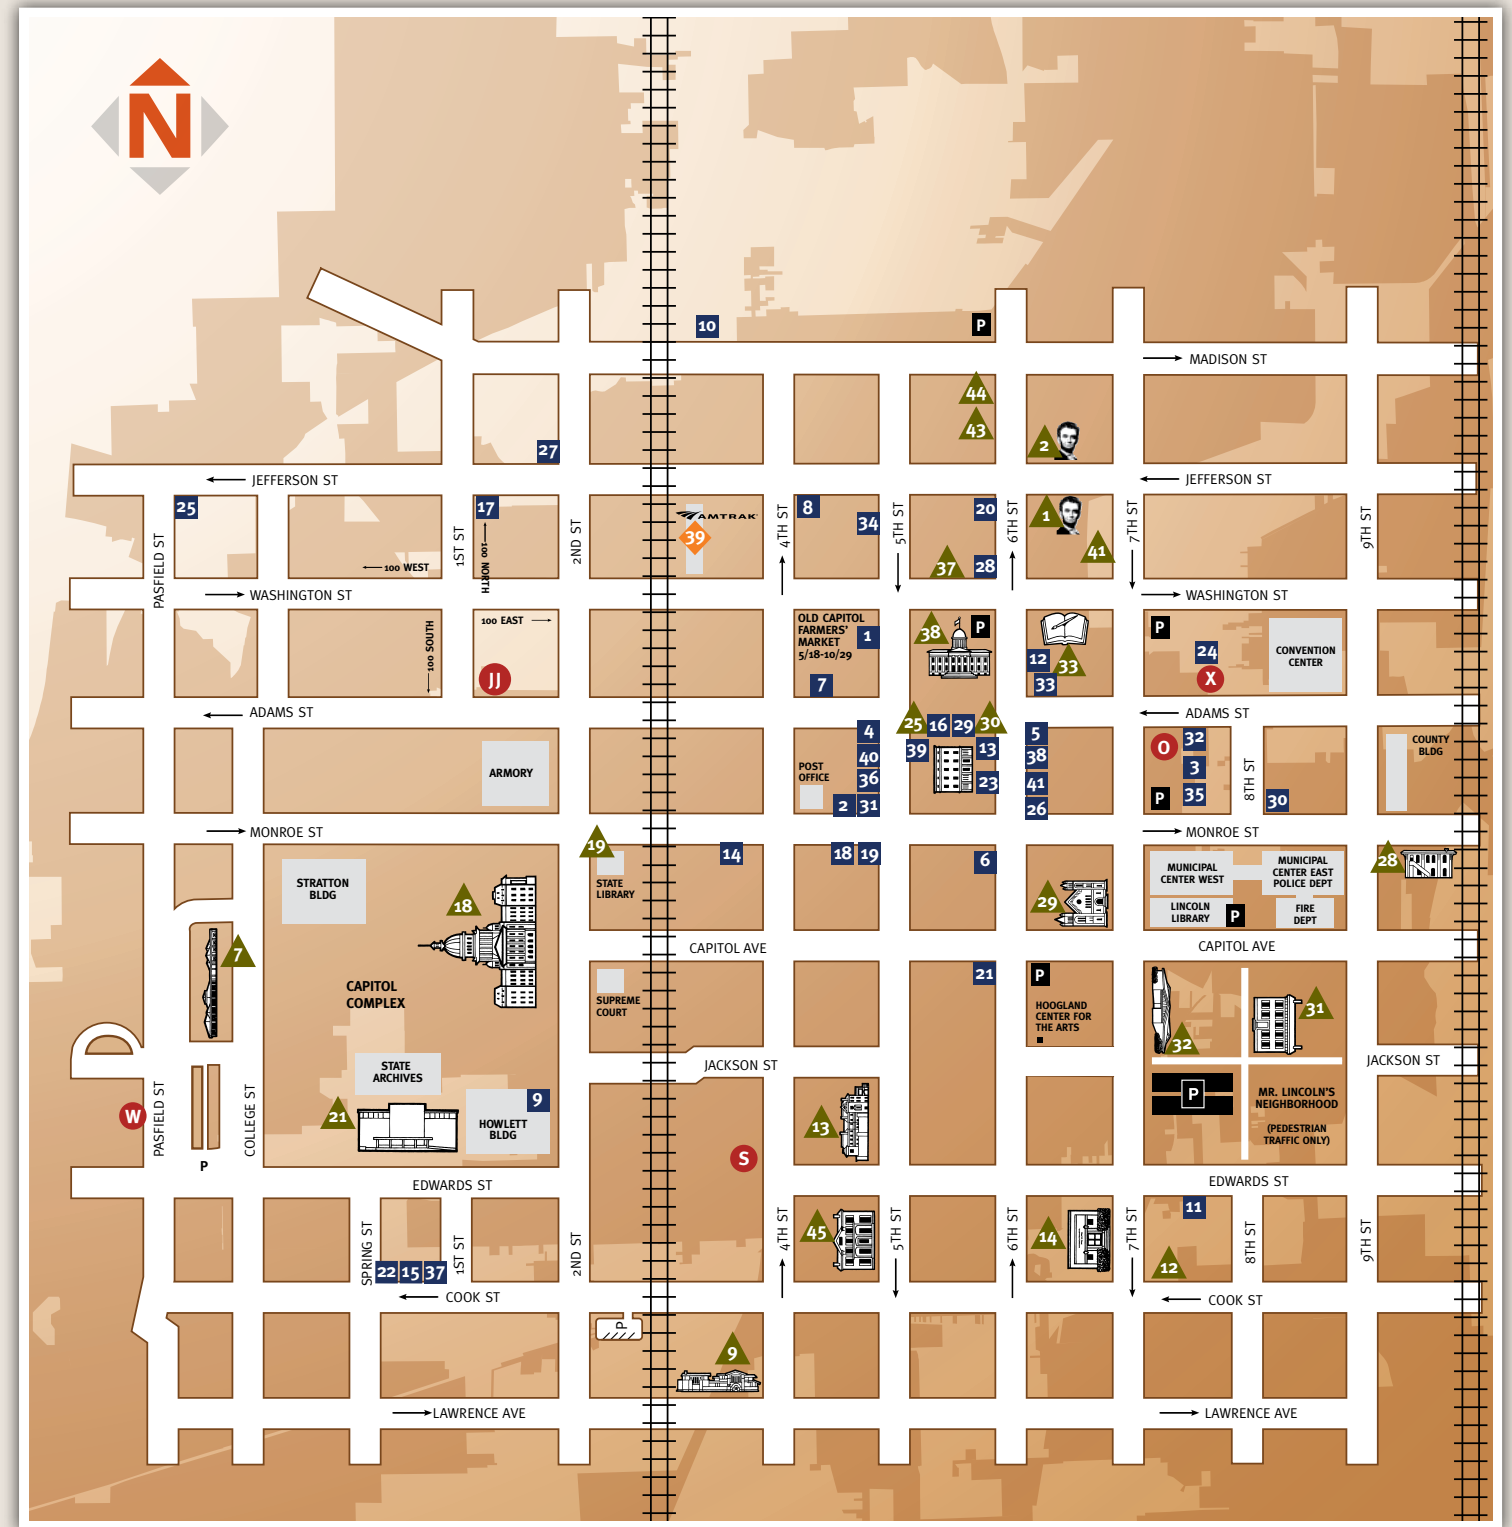 N
10
P
MADISON ST
44
43
2
27
JEFFERSON ST
JEFFERSON ST
25
17
AMTRAK
39
8
34
20
1
41
37
28
PASFIELD ST
1ST ST
100 NORTH
2ND ST
4TH ST
5TH ST
6TH ST
7TH ST
9TH ST
100 WEST
WASHINGTON ST
WASHINGTON ST
100 SOUTH
100 EAST
JJ
OLD CAPITOL
FARMERS'
MARKET
5/18-10/29
1
7
38
P
12
33
33
P
24
X
CONVENTION
CENTER
ADAMS ST
ADAMS ST
25
16
29
30
4
40
36
2
31
39
13
23
5
38
41
26
O
32
3
35
P
8TH ST
30
COUNTY
BLDG
ARMORY
POST
OFFICE
MONROE ST
MONROE ST
STRATTON
BLDG
18
19
STATE
LIBRARY
14
18
19
6
29
MUNICIPAL
CENTER WEST
MUNICIPAL
CENTER EAST
POLICE DEPT
LINCOLN
LIBRARY
P
FIRE
DEPT
28
CAPITOL AVE
CAPITOL AVE
7
CAPITOL
COMPLEX
SUPREME
COURT
21
P
HOOGLAND
CENTER FOR
THE ARTS
32
31
JACKSON ST
JACKSON ST
STATE
ARCHIVES
21
HOWLETT
BLDG
9
W
PASFIELD ST
COLLEGE ST
P
S
13
P
MR. LINCOLN'S
NEIGHBORHOOD
(PEDESTRIAN
TRAFFIC ONLY)
EDWARDS ST
EDWARDS ST
SPRING ST
22
15
37
1ST ST
2ND ST
4TH ST
45
5TH ST
6TH ST
14
7TH ST
11
12
8TH ST
9TH ST
COOK ST
COOK ST
P
9
LAWRENCE AVE
LAWRENCE AVE